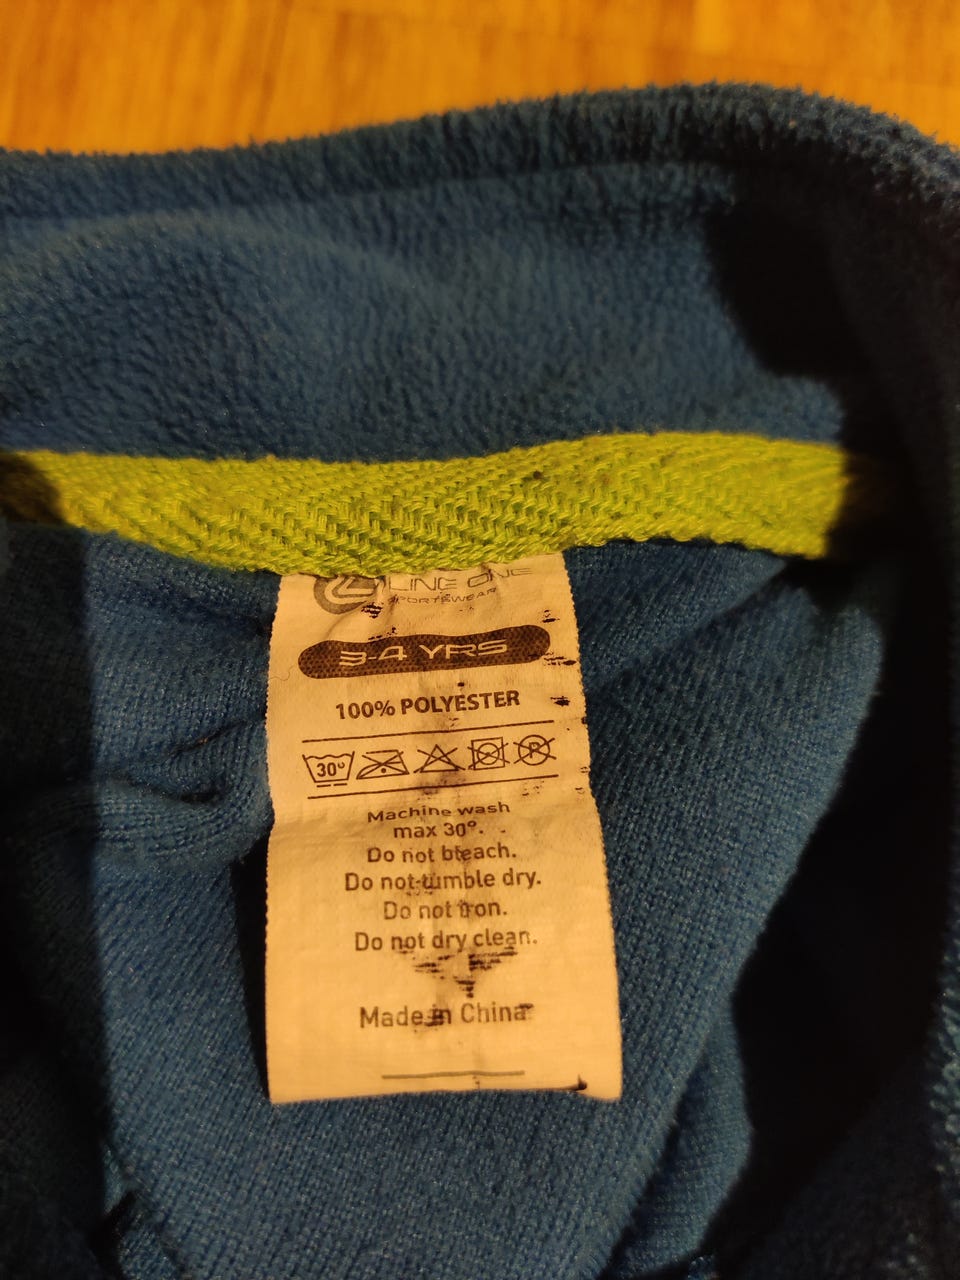 LINE ONE
SPORTSWEAR
3-4 YRS
100% POLYESTER
30°
P
Machine wash
max 30°.
Do not bleach.
Do not tumble dry.
Do not iron.
Do not dry clean.
Made in China